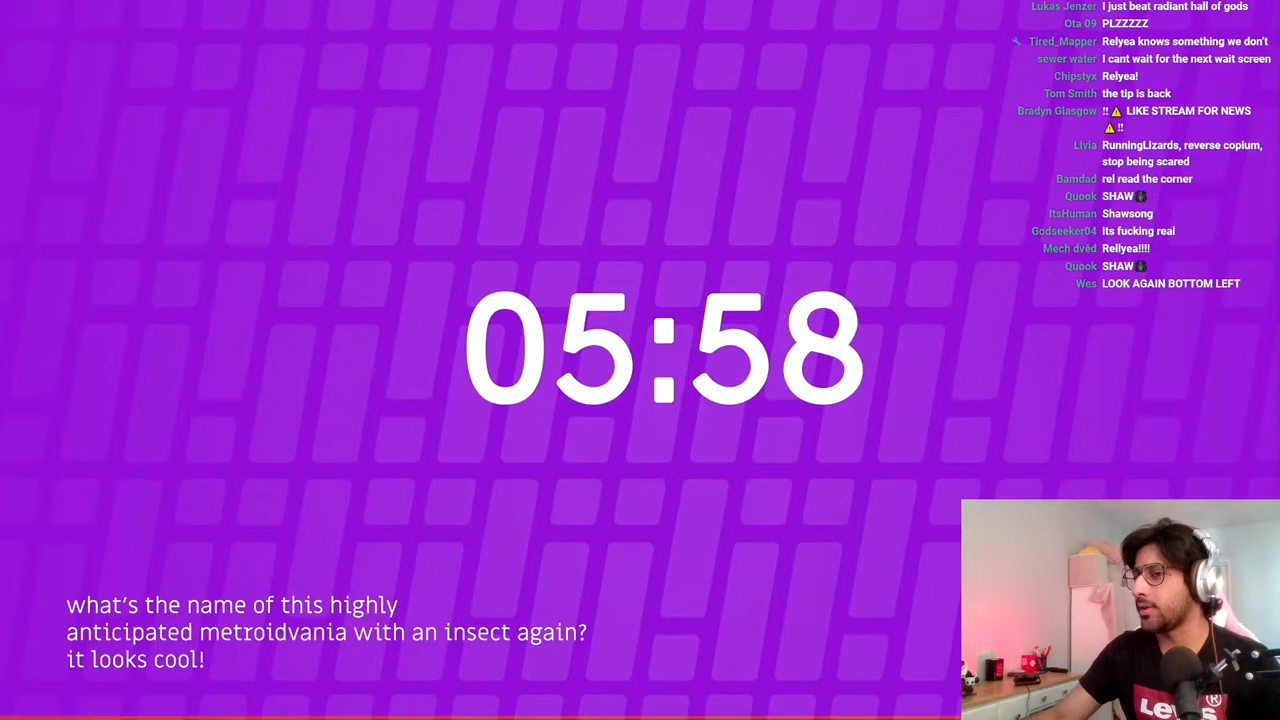 Lukas Jenzer I just beat radiant hall of gods
Ota 09 PLZZZZZ
Tired_Mapper Relyea knows something we don't
sewer water I cant wait for the next wait screen
Chipstyx Relyea!
Tom Smith the tip is back
Bradyn Glasgow ‼ ⚠ LIKE STREAM FOR NEWS
⚠ ‼
Livia RunningLizards, reverse copium,
stop being scared
Bamdad rel read the corner
Quook SHAW
ItsHuman Shawsong
Godseeker04 Its fucking real
Mech dvěd Rellyea!!!!
Quook SHAW
Wes LOOK AGAIN BOTTOM LEFT
05:58
what's the name of this highly
anticipated metroidvania with an insect again?
it looks cool!